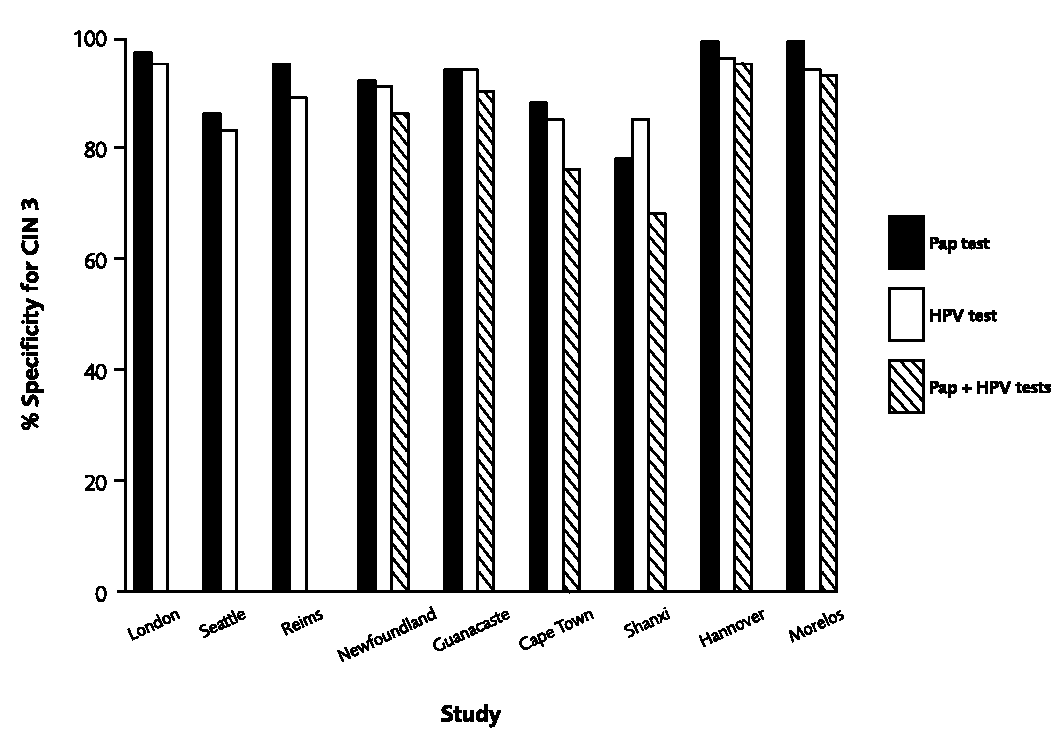 % Specificity for CIN 3
100
80
60
40
20
0
London
Seattle
Reims
Newfoundland
Guanacaste
Cape Town
Shanxi
Hannover
Morelos
Study
Pap test
HPV test
Pap + HPV tests